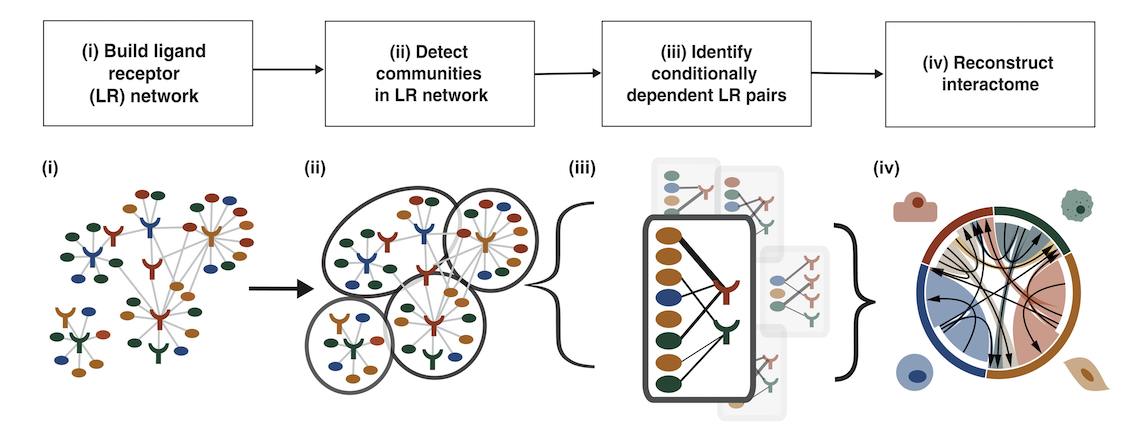 (i) Build ligand
receptor
(LR) network
(ii) Detect
communities
in LR network
(iii) Identify
conditionally
dependent LR pairs
(iv) Reconstruct
interactome
(i)
(ii)
(iii)
(iv)